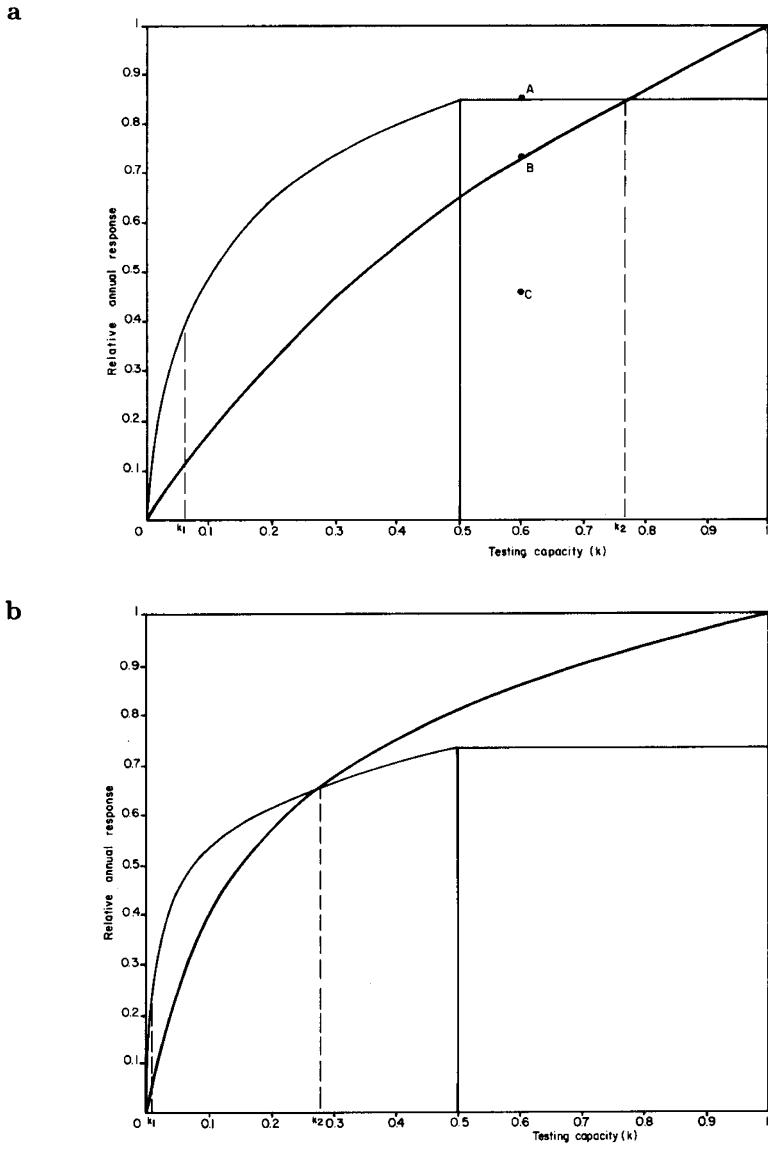 a
1
0.9
A
0.8
0.7
B
0.6
Relative annual response
0.5
C
0.4
0.3
0.2
0.1
0 k1 0.1 0.2 0.3 0.4 0.5 0.6 0.7 k2 0.8 0.9 1
Testing capacity (k)
b
1
0.9
0.8
0.7
0.6
Relative annual response
0.5
0.4
0.3
0.2
0.1
0 k1 0.1 0.2 k2 0.3 0.4 0.5 0.6 0.7 0.8 0.9 1
Testing capacity (k)